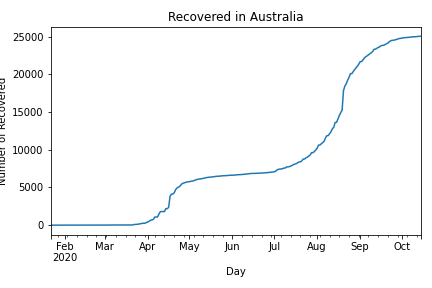 Recovered in Australia
Number of Recovered
25000
20000
15000
10000
5000
0
Feb Mar Apr May Jun Jul Aug Sep Oct
2020
Day